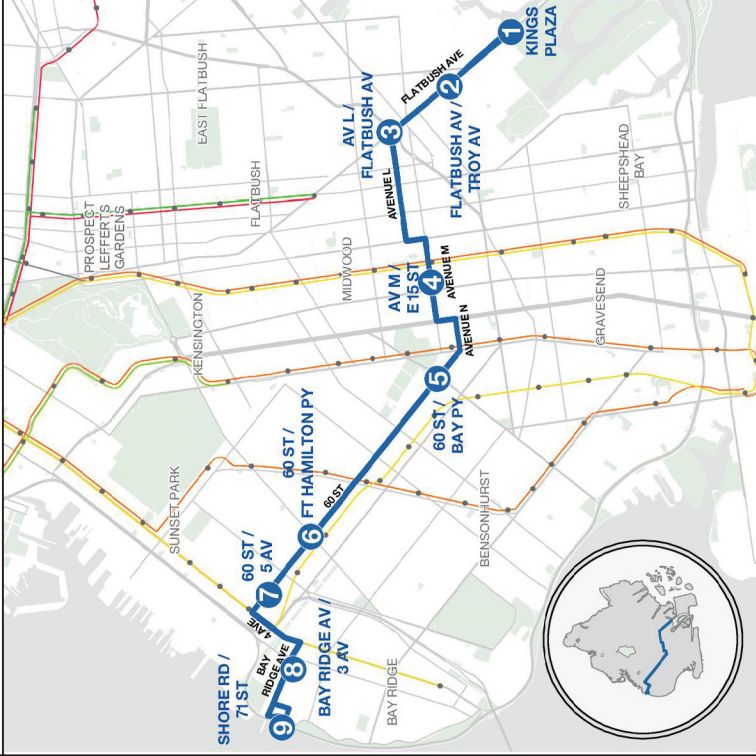 SHORE RD /
71 ST
9
BAY
RIDGE AVE
8
BAY RIDGE AV /
3 AV
BAY RIDGE
4 AVE
60 ST /
5 AV
7
SUNSET PARK
60 ST /
FT HAMILTON PY
6
60 ST
BENSONHURST
60 ST /
BAY PY
5
KENSINGTON
AVENUE N
GRAVESEND
AV M /
E 15 ST
4
AVENUE M
MIDWOOD
PROSPECT
LEFFERTS
GARDENS
FLATBUSH
EAST FLATBUSH
AVENUE L
AV L /
FLATBUSH AV
3
SHEEPSHEAD
BAY
FLATBUSH AVE
2
FLATBUSH AV /
TROY AV
1
KINGS
PLAZA